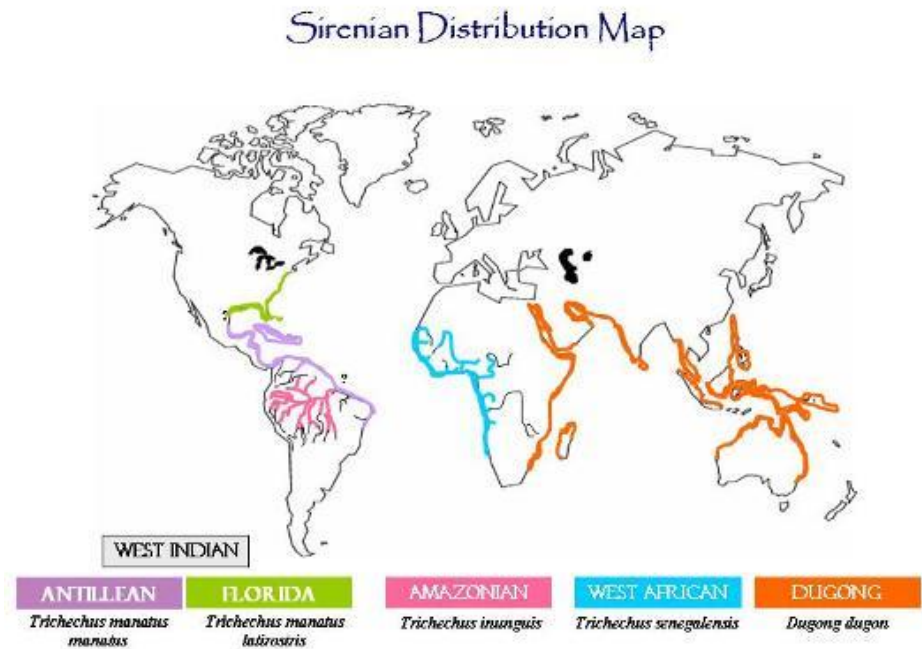 Sirenian Distribution Map
WEST INDIAN
ANTILLEAN
Trichechus manatus
manatus
FLORIDA
Trichechus manatus
latirostris
AMAZONIAN
Trichechus inunguis
WEST AFRICAN
Trichechus senegalensis
DUGONG
Dugong dugon